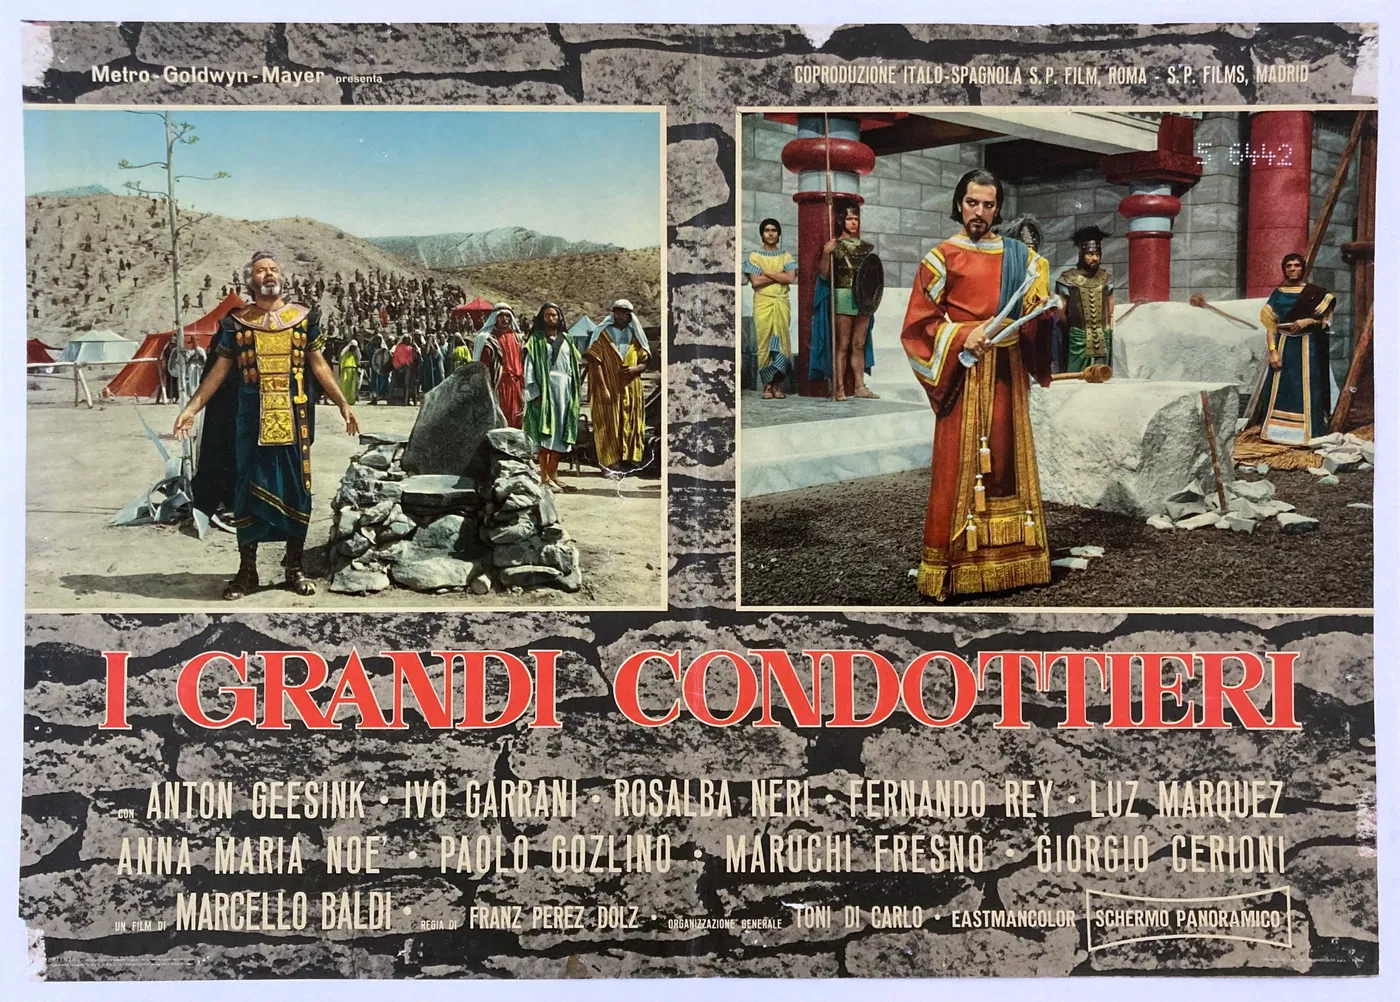 Metro-Goldwyn-Mayer presenta
COPRODUZIONE ITALO-SPAGNOLA S.P. FILM, ROMA - S.P. FILMS, MADRID
5 6442
I GRANDI CONDOTTIERI
CON ANTON GEESINK • IVO GARRANI • ROSALBA NERI • FERNANDO REY • LUZ MARQUEZ
ANNA MARIA NOE' • PAOLO GOZLINO • MARUCHI FRESNO • GIORGIO CERIONI
UN FILM DI MARCELLO BALDI • REGIA DI FRANZ PEREZ DOLZ • ORGANIZZAZIONE GENERALE TONI DI CARLO • EASTMANCOLOR SCHERMO PANORAMICO